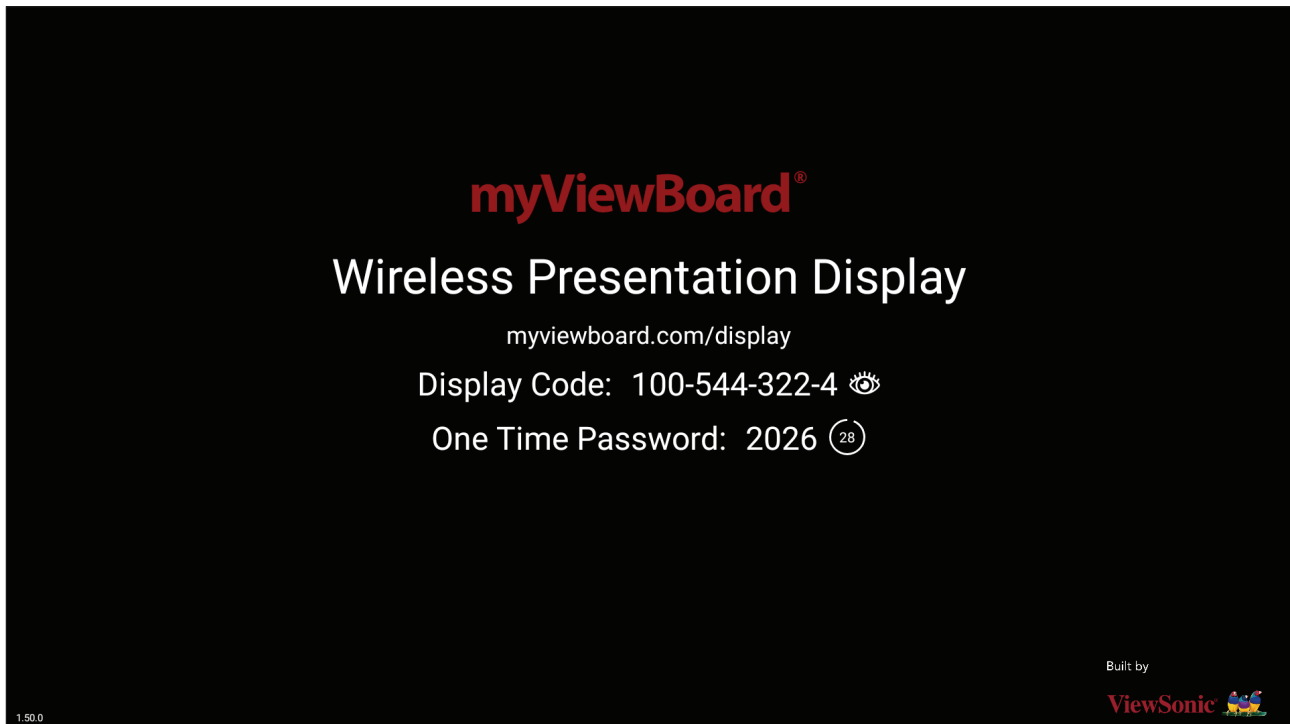 myViewBoard®
Wireless Presentation Display
myviewboard.com/display
Display Code: 100-544-322-4
One Time Password: 2026 28
Built by
ViewSonic
1.50.0